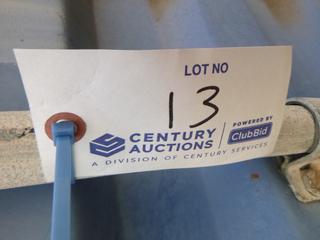 LOT NO
13
CENTURY AUCTIONS
POWERED BY
ClubBid
A DIVISION OF CENTURY SERVICES